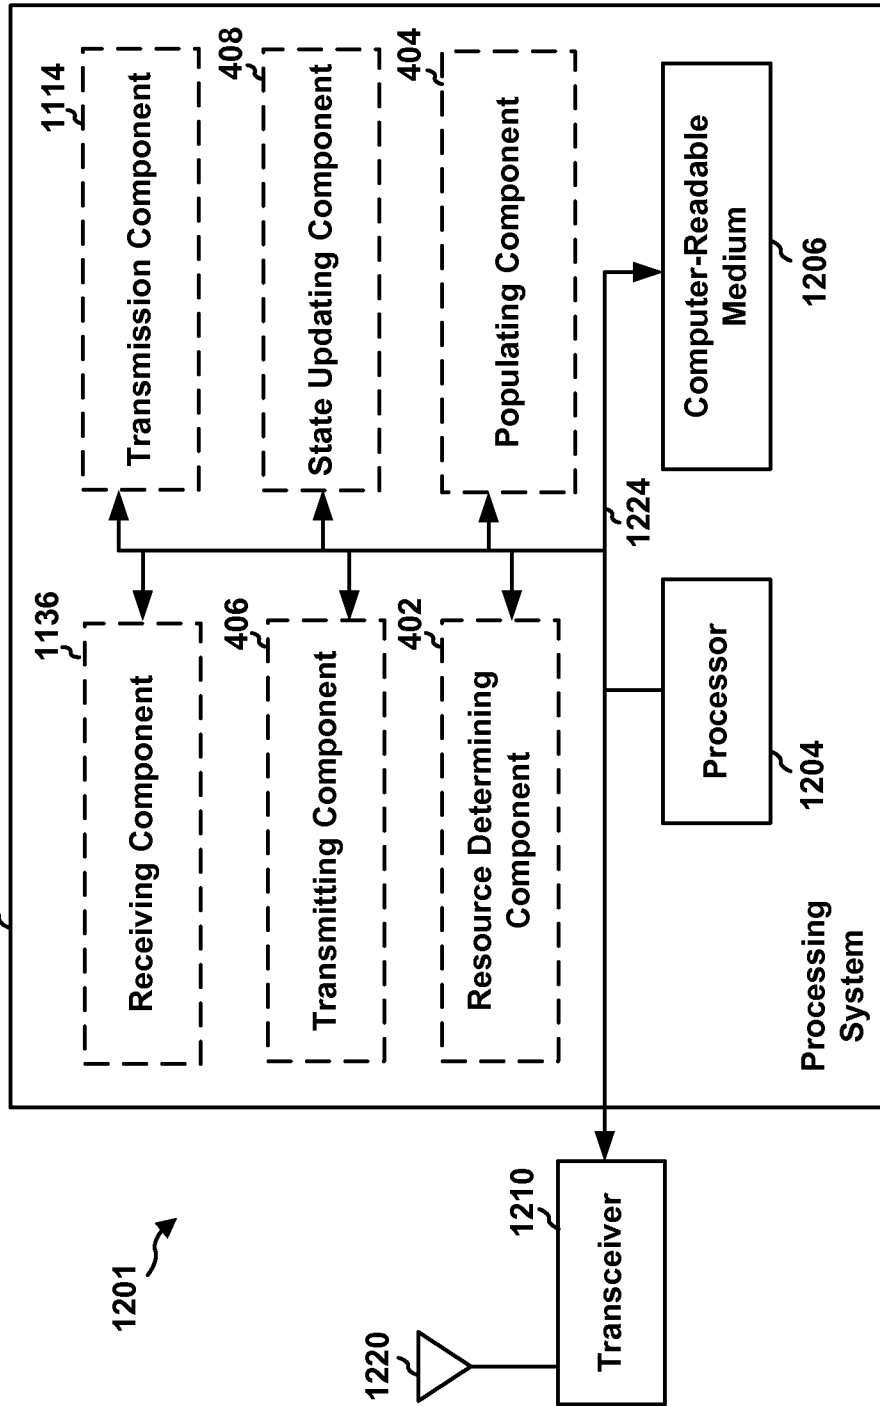 1201
1136
Receiving Component
1114
Transmission Component
406
Transmitting Component
408
State Updating Component
402
Resource Determining
Component
404
Populating Component
1220
1210
Transceiver
1224
Processor
1204
Computer-Readable
Medium
1206
Processing
System